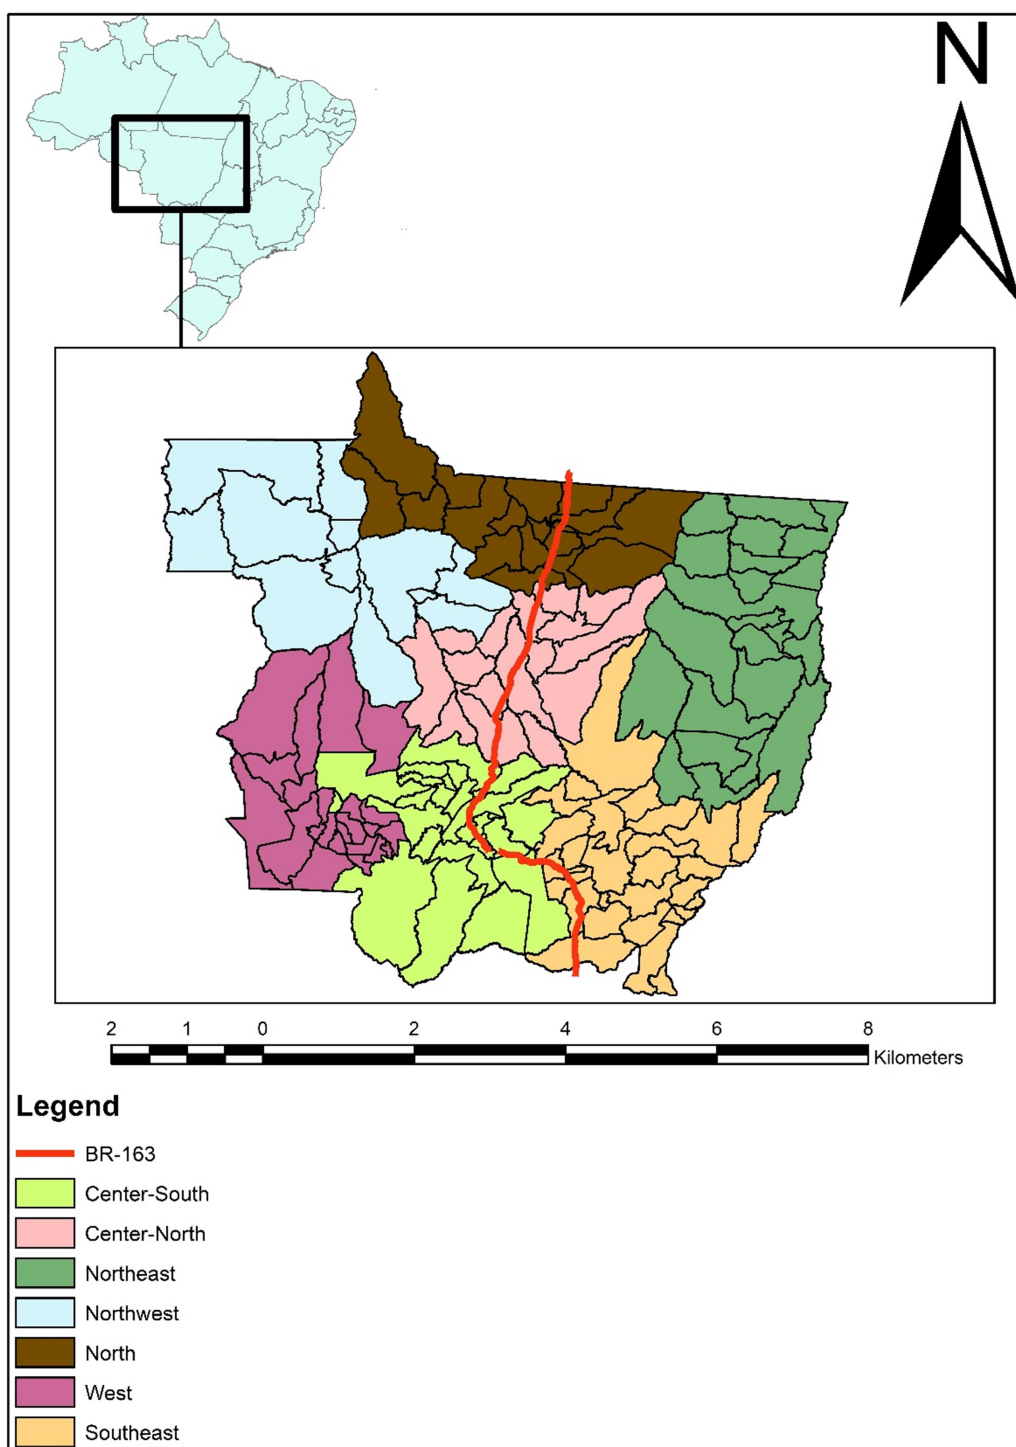 N
2 1 0 2 4 6 8
Kilometers
Legend
BR-163
Center-South
Center-North
Northeast
Northwest
North
West
Southeast